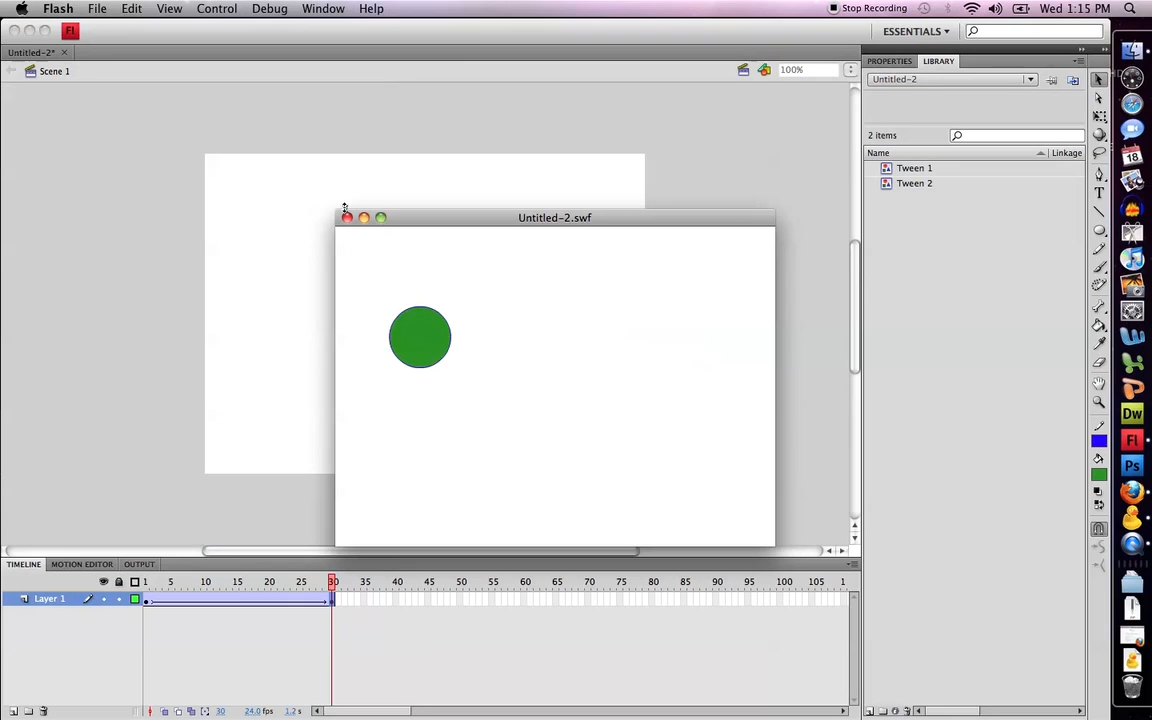 Flash File Edit View Control Debug Window Help Stop Recording Wed 1:15 PM
Fl ESSENTIALS
Untitled-2*
PROPERTIES LIBRARY
Scene 1 100%
Untitled-2
2 items
Name Linkage
Tween 1
Tween 2
Untitled-2.swf
18
T
Dw
Fl
Ps
TIMELINE MOTION EDITOR OUTPUT
1 5 10 15 20 25 30 35 40 45 50 55 60 65 70 75 80 85 90 95 100 105 1
Layer 1
30 24.0 fps 1.2 s